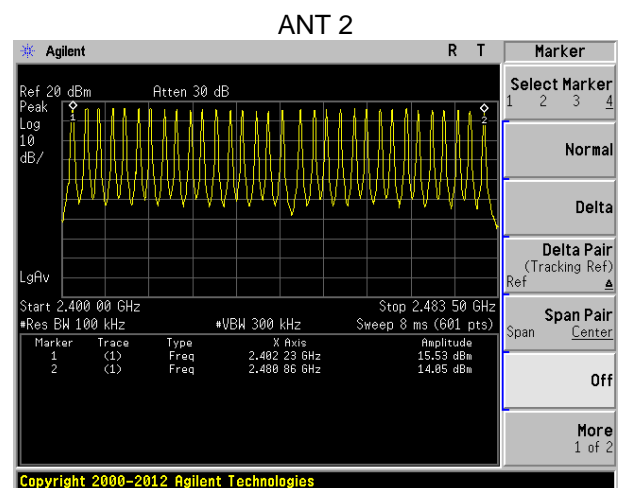 ANT 2
Agilent R T Marker
Ref 20 dBm Atten 30 dB
Peak
Log
10
dB/
1
2
LgAv
Start 2.400 00 GHz Stop 2.483 50 GHz
#Res BW 100 kHz #VBW 300 kHz Sweep 8 ms (601 pts)
Marker Trace Type X Axis Amplitude
1 (1) Freq 2.402 23 GHz 15.53 dBm
2 (1) Freq 2.480 86 GHz 14.05 dBm
Select Marker
1 2 3 4
Normal
Delta
Delta Pair
(Tracking Ref)
Ref Δ
Span Pair
Span Center
Off
More
1 of 2
Copyright 2000-2012 Agilent Technologies